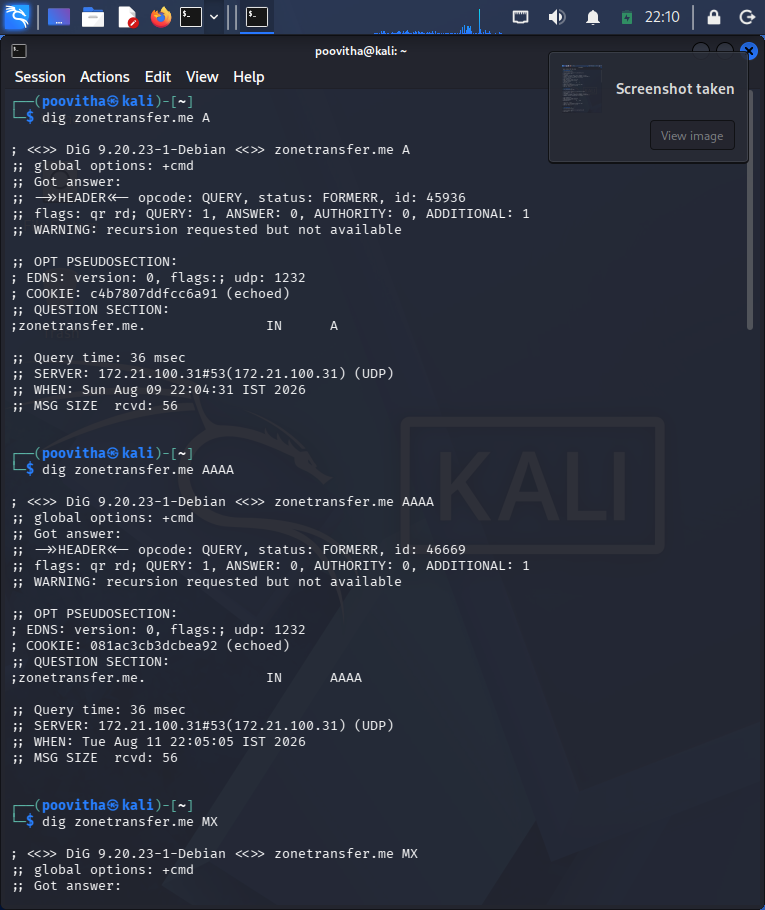 22:10
poovitha@kali: ~
Session Actions Edit View Help
Screenshot taken
View image
┌──(poovitha㉿kali)-[~]
└─$ dig zonetransfer.me A

; <<>> DiG 9.20.23-1-Debian <<>> zonetransfer.me A
;; global options: +cmd
;; Got answer:
;; ->>HEADER<<- opcode: QUERY, status: FORMERR, id: 45936
;; flags: qr rd; QUERY: 1, ANSWER: 0, AUTHORITY: 0, ADDITIONAL: 1
;; WARNING: recursion requested but not available

;; OPT PSEUDOSECTION:
; EDNS: version: 0, flags:; udp: 1232
; COOKIE: c4b7807ddfcc6a91 (echoed)
;; QUESTION SECTION:
;zonetransfer.me. IN A

;; Query time: 36 msec
;; SERVER: 172.21.100.31#53(172.21.100.31) (UDP)
;; WHEN: Sun Aug 09 22:04:31 IST 2026
;; MSG SIZE rcvd: 56

┌──(poovitha㉿kali)-[~]
└─$ dig zonetransfer.me AAAA

; <<>> DiG 9.20.23-1-Debian <<>> zonetransfer.me AAAA
;; global options: +cmd
;; Got answer:
;; ->>HEADER<<- opcode: QUERY, status: FORMERR, id: 46669
;; flags: qr rd; QUERY: 1, ANSWER: 0, AUTHORITY: 0, ADDITIONAL: 1
;; WARNING: recursion requested but not available

;; OPT PSEUDOSECTION:
; EDNS: version: 0, flags:; udp: 1232
; COOKIE: 081ac3cb3dcbea92 (echoed)
;; QUESTION SECTION:
;zonetransfer.me. IN AAAA

;; Query time: 36 msec
;; SERVER: 172.21.100.31#53(172.21.100.31) (UDP)
;; WHEN: Tue Aug 11 22:05:05 IST 2026
;; MSG SIZE rcvd: 56

┌──(poovitha㉿kali)-[~]
└─$ dig zonetransfer.me MX

; <<>> DiG 9.20.23-1-Debian <<>> zonetransfer.me MX
;; global options: +cmd
;; Got answer:
KALI